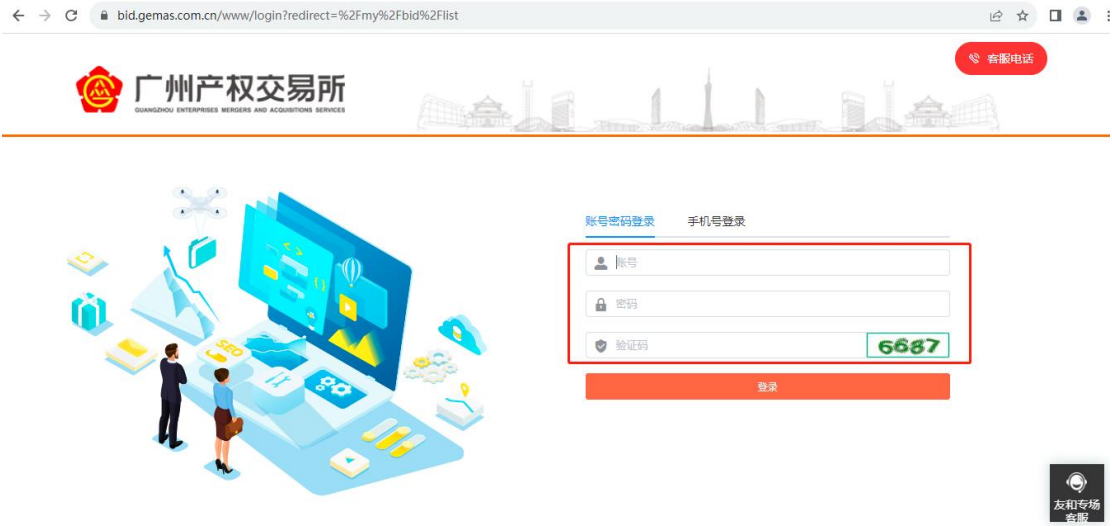 bid.gemas.com.cn/www/login?redirect=%2Fmy%2Fbid%2Flist
客服电话
广州产权交易所
GUANGZHOU ENTERPRISES MERGERS AND ACQUISITIONS SERVICES
账号密码登录
手机号登录
账号
密码
验证码
6687
登录
SEO
友和专场
客服